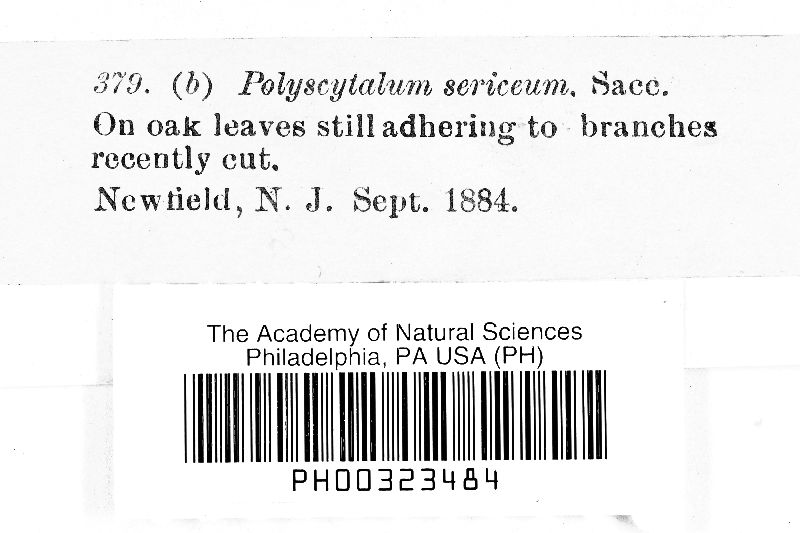 379. (b) Polyscytalum sericeum. Sacc.
On oak leaves still adhering to branches
recently cut.
Newfield, N. J. Sept. 1884.
The Academy of Natural Sciences
Philadelphia, PA USA (PH)
PH00323484